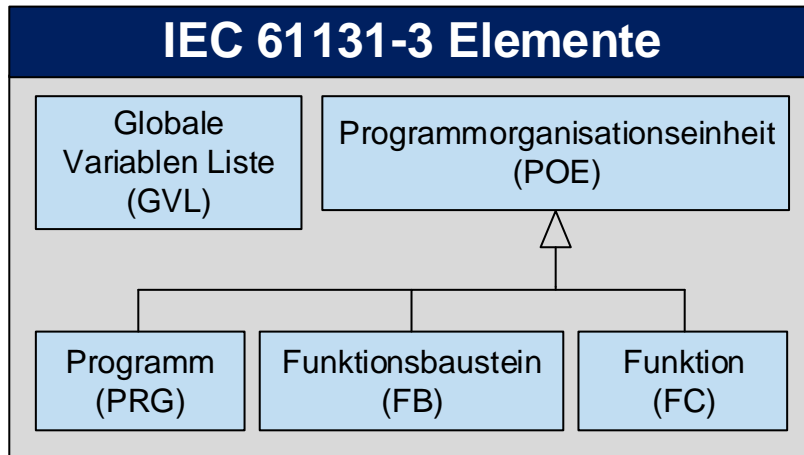 IEC 61131-3 Elemente
Globale
Variablen Liste
(GVL)
Programmorganisationseinheit
(POE)
Programm
(PRG)
Funktionsbaustein
(FB)
Funktion
(FC)